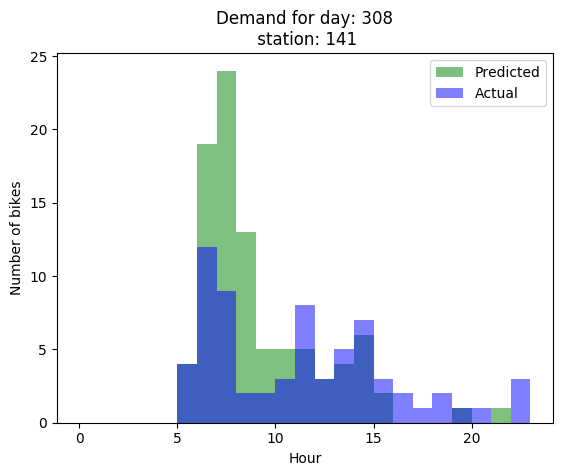 Demand for day: 308
station: 141
Predicted
Actual
Number of bikes
25
20
15
10
5
0
0 5 10 15 20
Hour